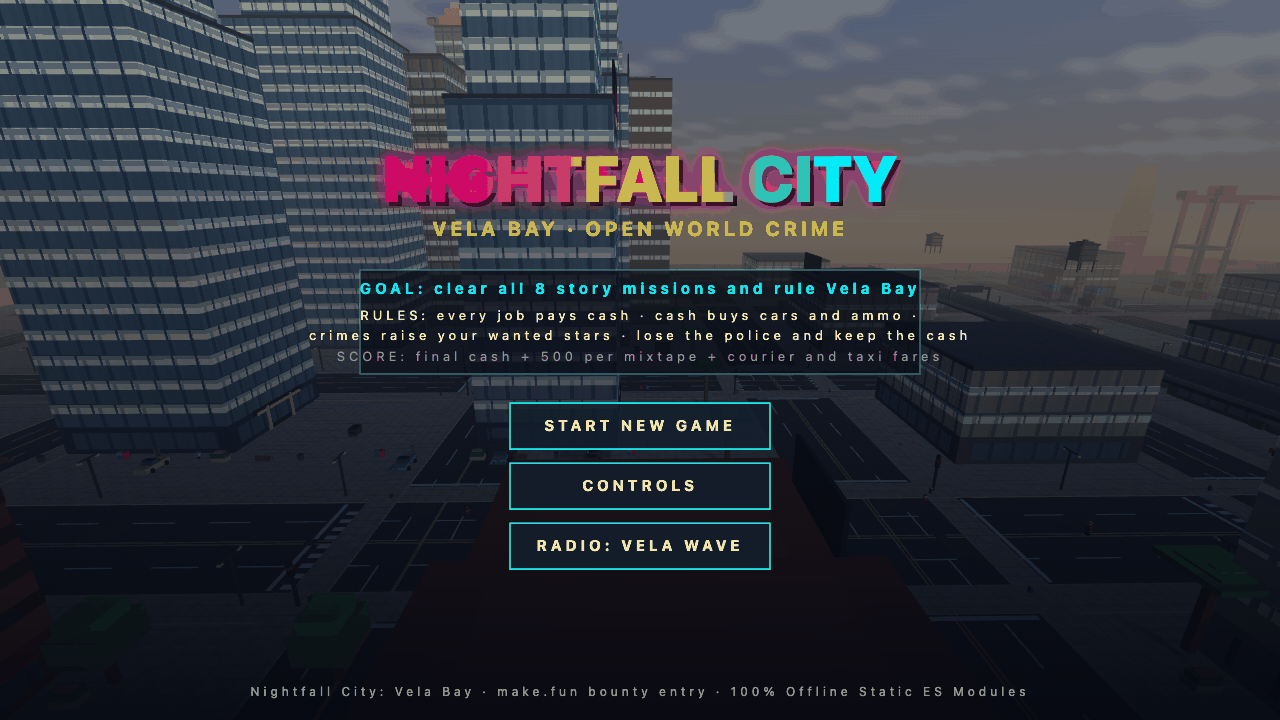 NIGHTFALL CITY
VELA BAY · OPEN WORLD CRIME
GOAL: clear all 8 story missions and rule Vela Bay
RULES: every job pays cash · cash buys cars and ammo ·
crimes raise your wanted stars · lose the police and keep the cash
SCORE: final cash + 500 per mixtape + courier and taxi fares
START NEW GAME
CONTROLS
RADIO: VELA WAVE
Nightfall City: Vela Bay · make.fun bounty entry · 100% Offline Static ES Modules